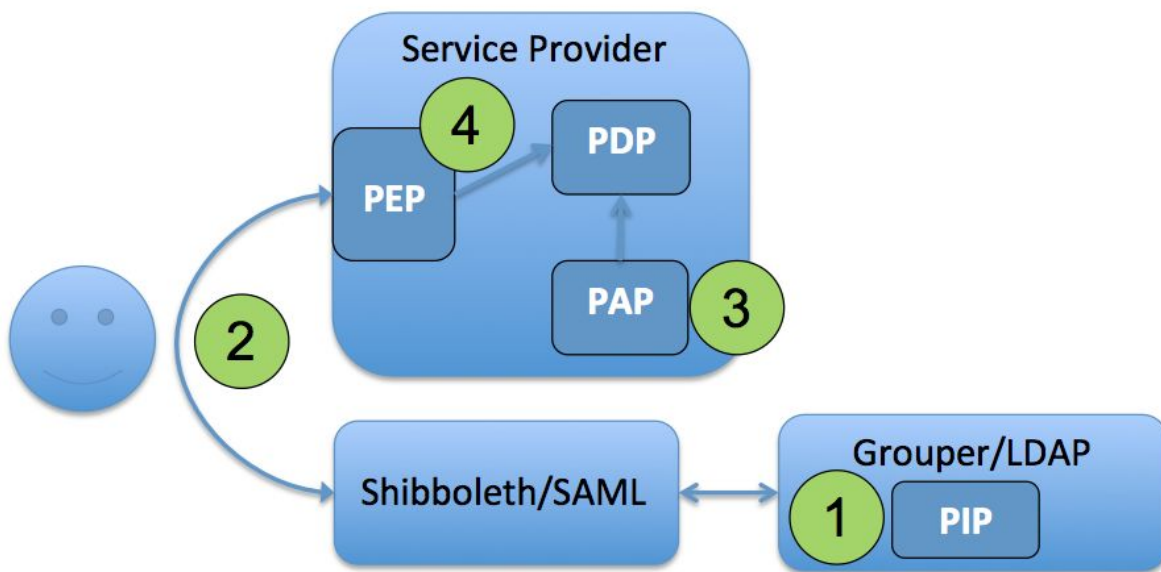 Service Provider
4
PDP
PEP
PAP
3
2
Shibboleth/SAML
Grouper/LDAP
1
PIP